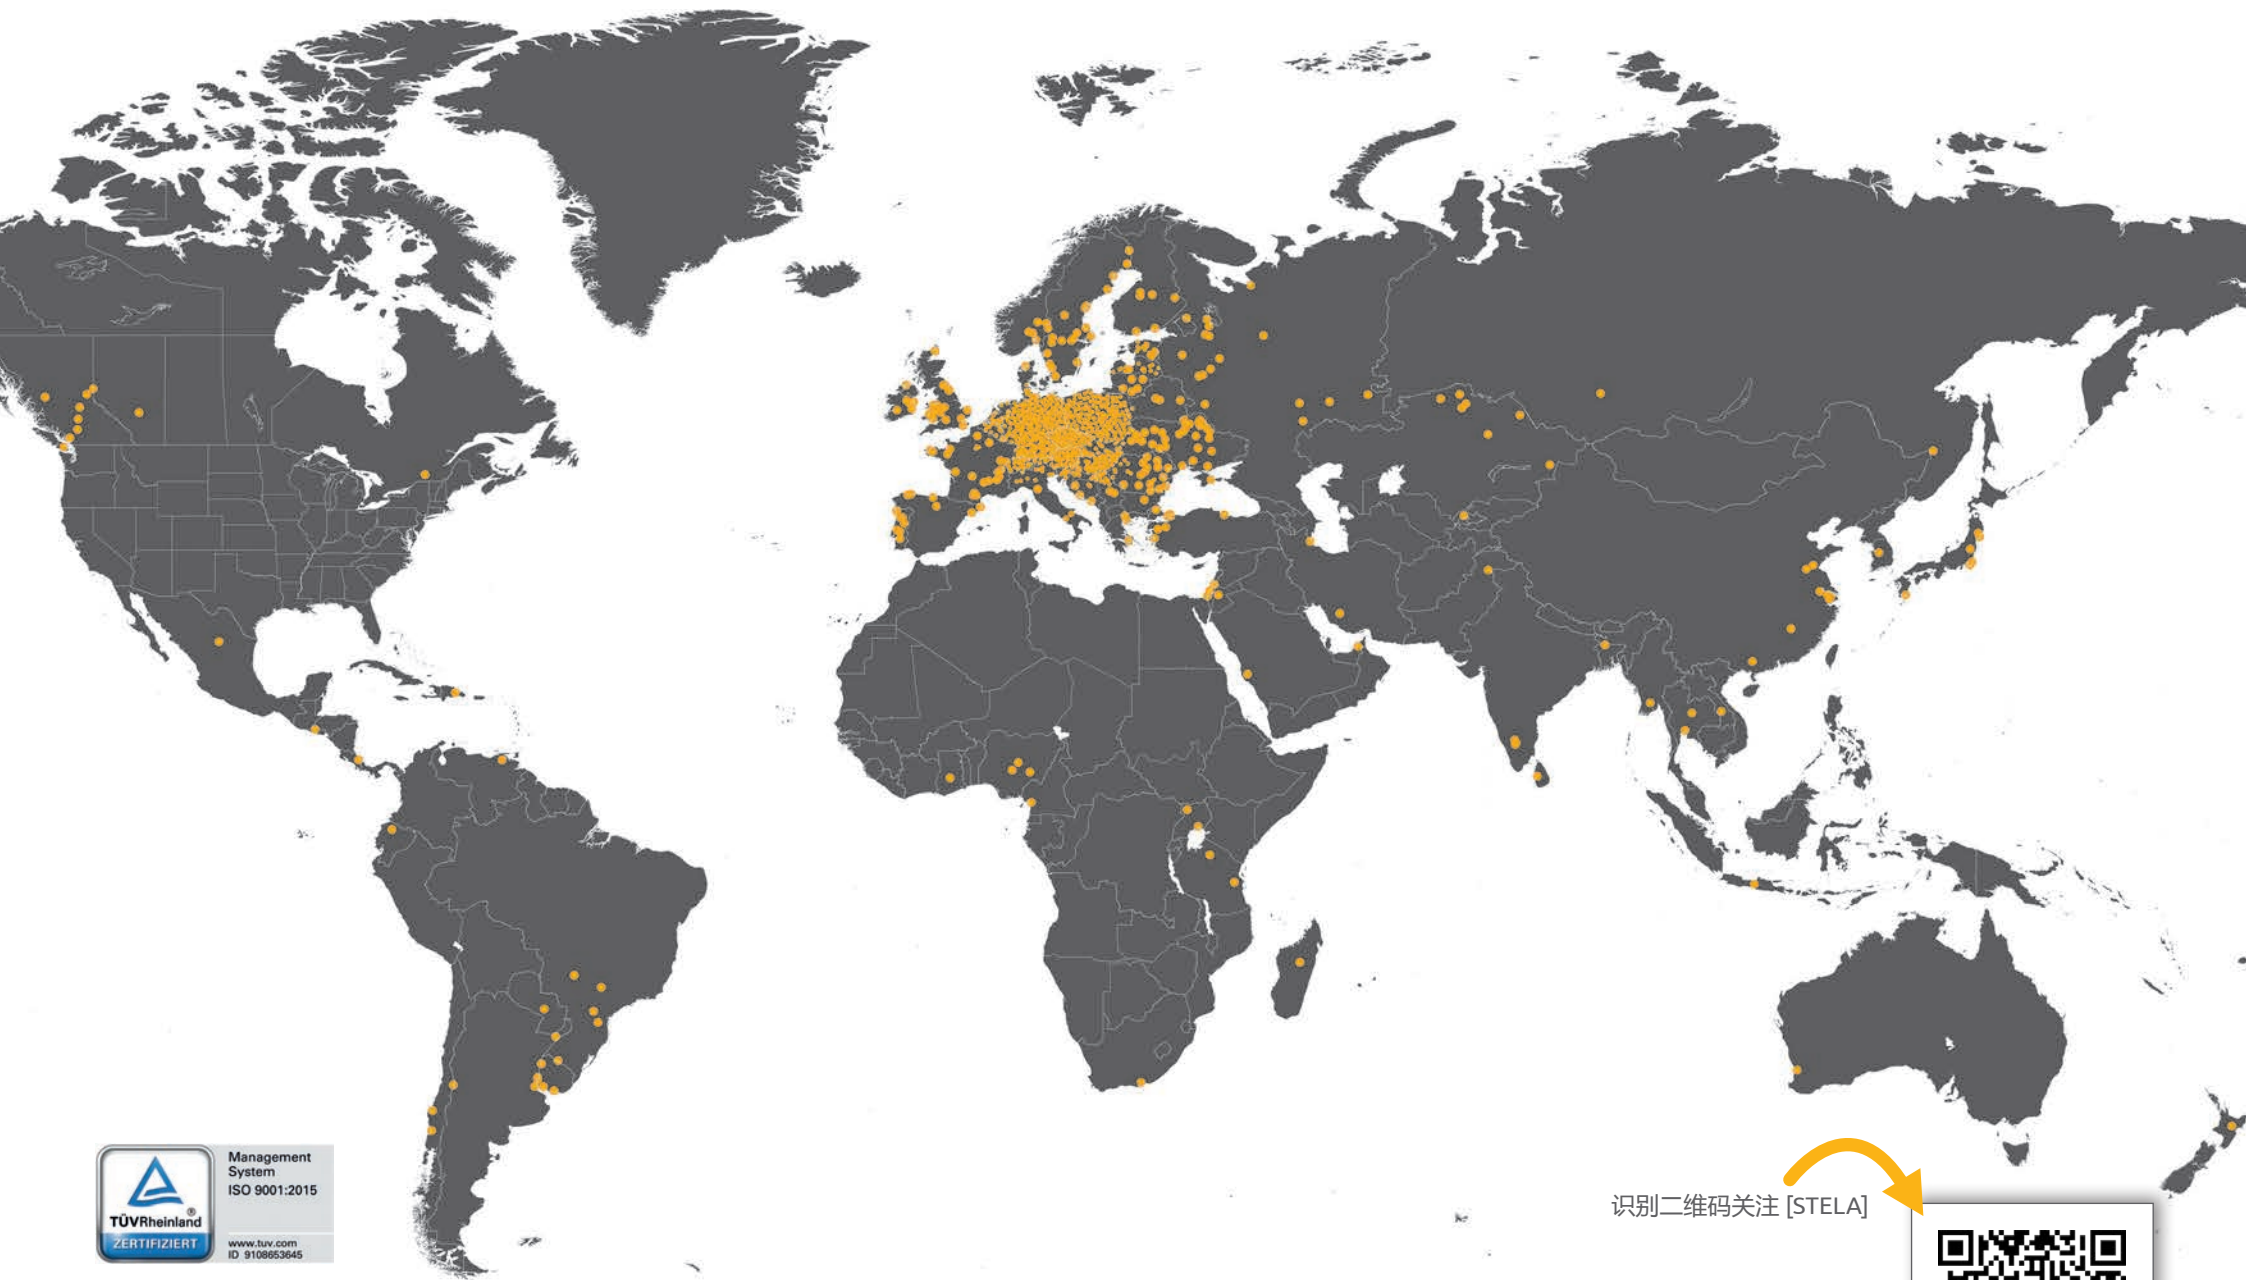 Management
System
ISO 9001:2015
TÜVRheinland®
ZERTIFIZIERT
www.tuv.com
ID 9108653645
识别二维码关注 [STELA]